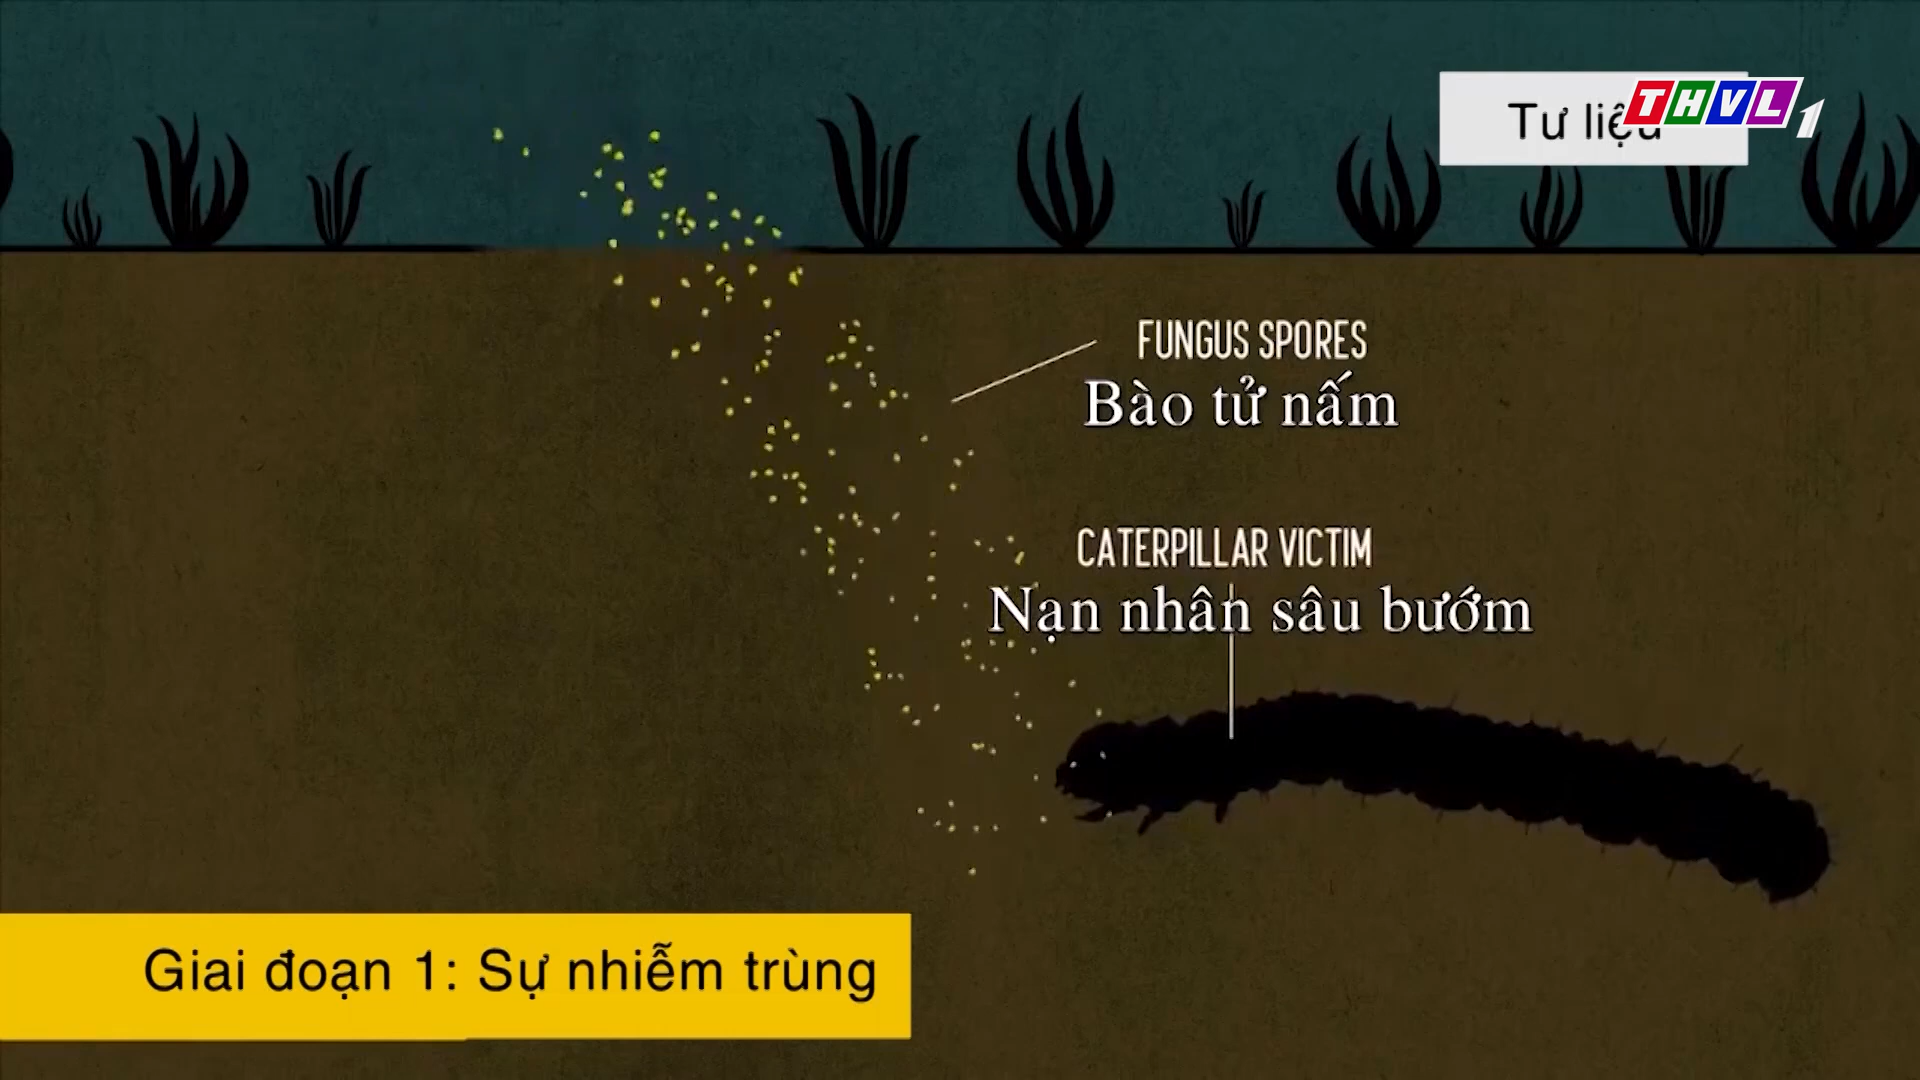 Tư liệu
THVL1
FUNGUS SPORES
Bào tử nấm
CATERPILLAR VICTIM
Nạn nhân sâu bướm
Giai đoạn 1: Sự nhiễm trùng